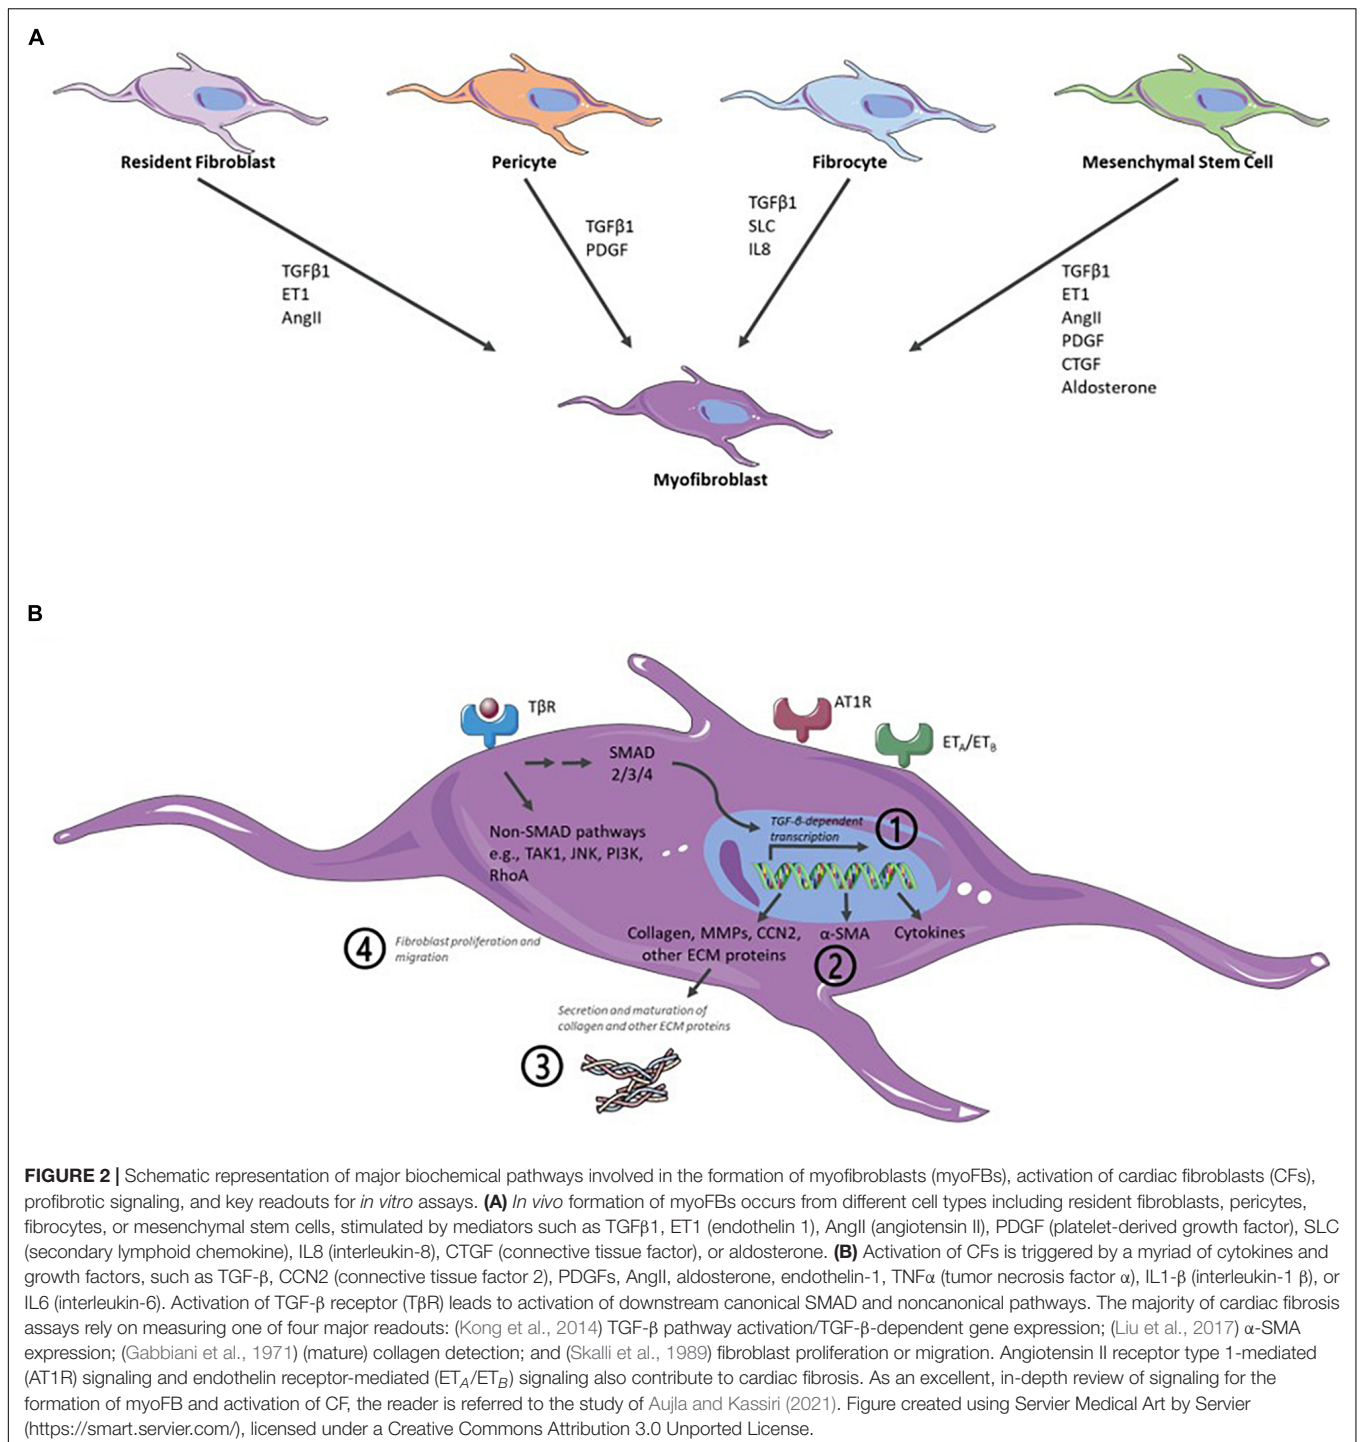 A
Resident Fibroblast
Pericyte
Fibrocyte
Mesenchymal Stem Cell
TGFβ1
ET1
AngII
TGFβ1
PDGF
TGFβ1
SLC
IL8
TGFβ1
ET1
AngII
PDGF
CTGF
Aldosterone
Myofibroblast
B
TβR
AT1R
ETA/ETB
SMAD
2/3/4
Non-SMAD pathways
e.g., TAK1, JNK, PI3K,
RhoA
TGF-β-dependent
transcription
1
Collagen, MMPs, CCN2,
other ECM proteins
α-SMA
Cytokines
2
4
Fibroblast proliferation and
migration
Secretion and maturation of
collagen and other ECM proteins
3
FIGURE 2 | Schematic representation of major biochemical pathways involved in the formation of myofibroblasts (myoFBs), activation of cardiac fibroblasts (CFs),
profibrotic signaling, and key readouts for in vitro assays. (A) In vivo formation of myoFBs occurs from different cell types including resident fibroblasts, pericytes,
fibrocytes, or mesenchymal stem cells, stimulated by mediators such as TGFβ1, ET1 (endothelin 1), AngII (angiotensin II), PDGF (platelet-derived growth factor), SLC
(secondary lymphoid chemokine), IL8 (interleukin-8), CTGF (connective tissue factor), or aldosterone. (B) Activation of CFs is triggered by a myriad of cytokines and
growth factors, such as TGF-β, CCN2 (connective tissue factor 2), PDGFs, AngII, aldosterone, endothelin-1, TNFα (tumor necrosis factor α), IL1-β (interleukin-1 β), or
IL6 (interleukin-6). Activation of TGF-β receptor (TβR) leads to activation of downstream canonical SMAD and noncanonical pathways. The majority of cardiac fibrosis
assays rely on measuring one of four major readouts: (Kong et al., 2014) TGF-β pathway activation/TGF-β-dependent gene expression; (Liu et al., 2017) α-SMA
expression; (Gabbiani et al., 1971) (mature) collagen detection; and (Skalli et al., 1989) fibroblast proliferation or migration. Angiotensin II receptor type 1-mediated
(AT1R) signaling and endothelin receptor-mediated (ETA/ETB) signaling also contribute to cardiac fibrosis. As an excellent, in-depth review of signaling for the
formation of myoFB and activation of CF, the reader is referred to the study of Aujla and Kassiri (2021). Figure created using Servier Medical Art by Servier
(https://smart.servier.com/), licensed under a Creative Commons Attribution 3.0 Unported License.